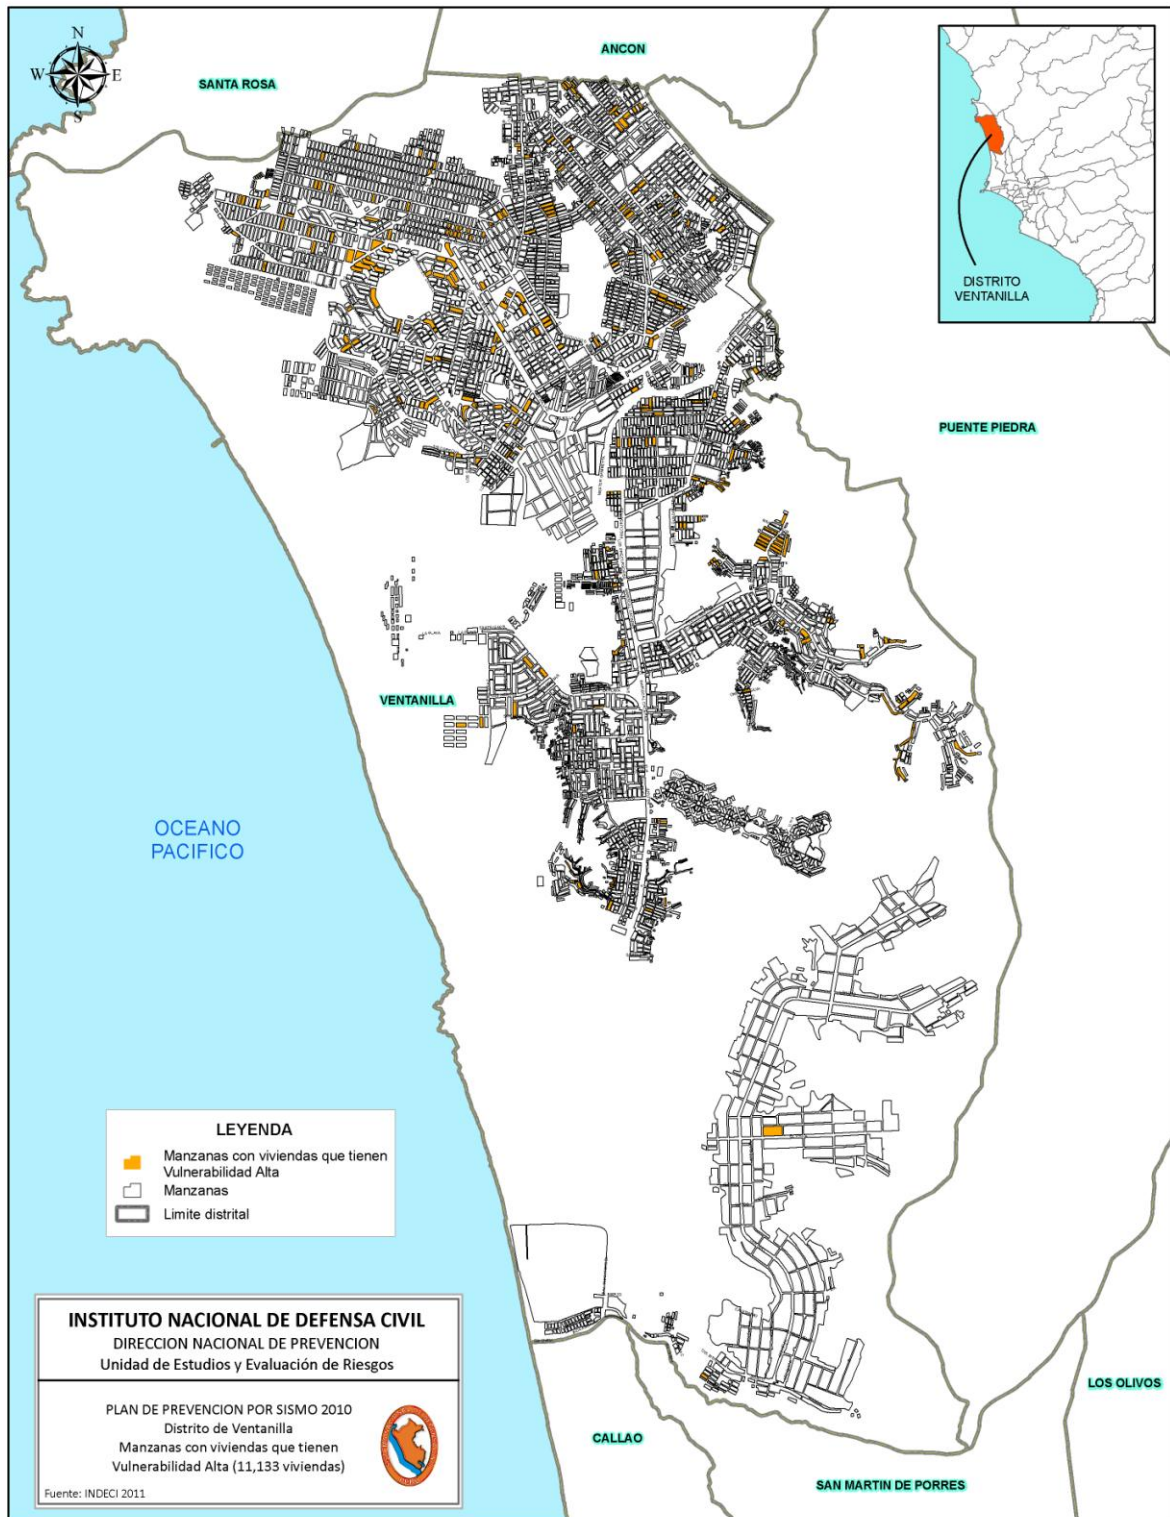 N
W
E
S
SANTA ROSA
ANCON
DISTRITO
VENTANILLA
PUENTE PIEDRA
VENTANILLA
OCEANO
PACIFICO
LEYENDA
Manzanas con viviendas que tienen
Vulnerabilidad Alta
Manzanas
Limite distrital
INSTITUTO NACIONAL DE DEFENSA CIVIL
DIRECCION NACIONAL DE PREVENCION
Unidad de Estudios y Evaluación de Riesgos
PLAN DE PREVENCION POR SISMO 2010
Distrito de Ventanilla
Manzanas con viviendas que tienen
Vulnerabilidad Alta (11,133 viviendas)
Fuente: INDECI 2011
CALLAO
LOS OLIVOS
SAN MARTIN DE PORRES